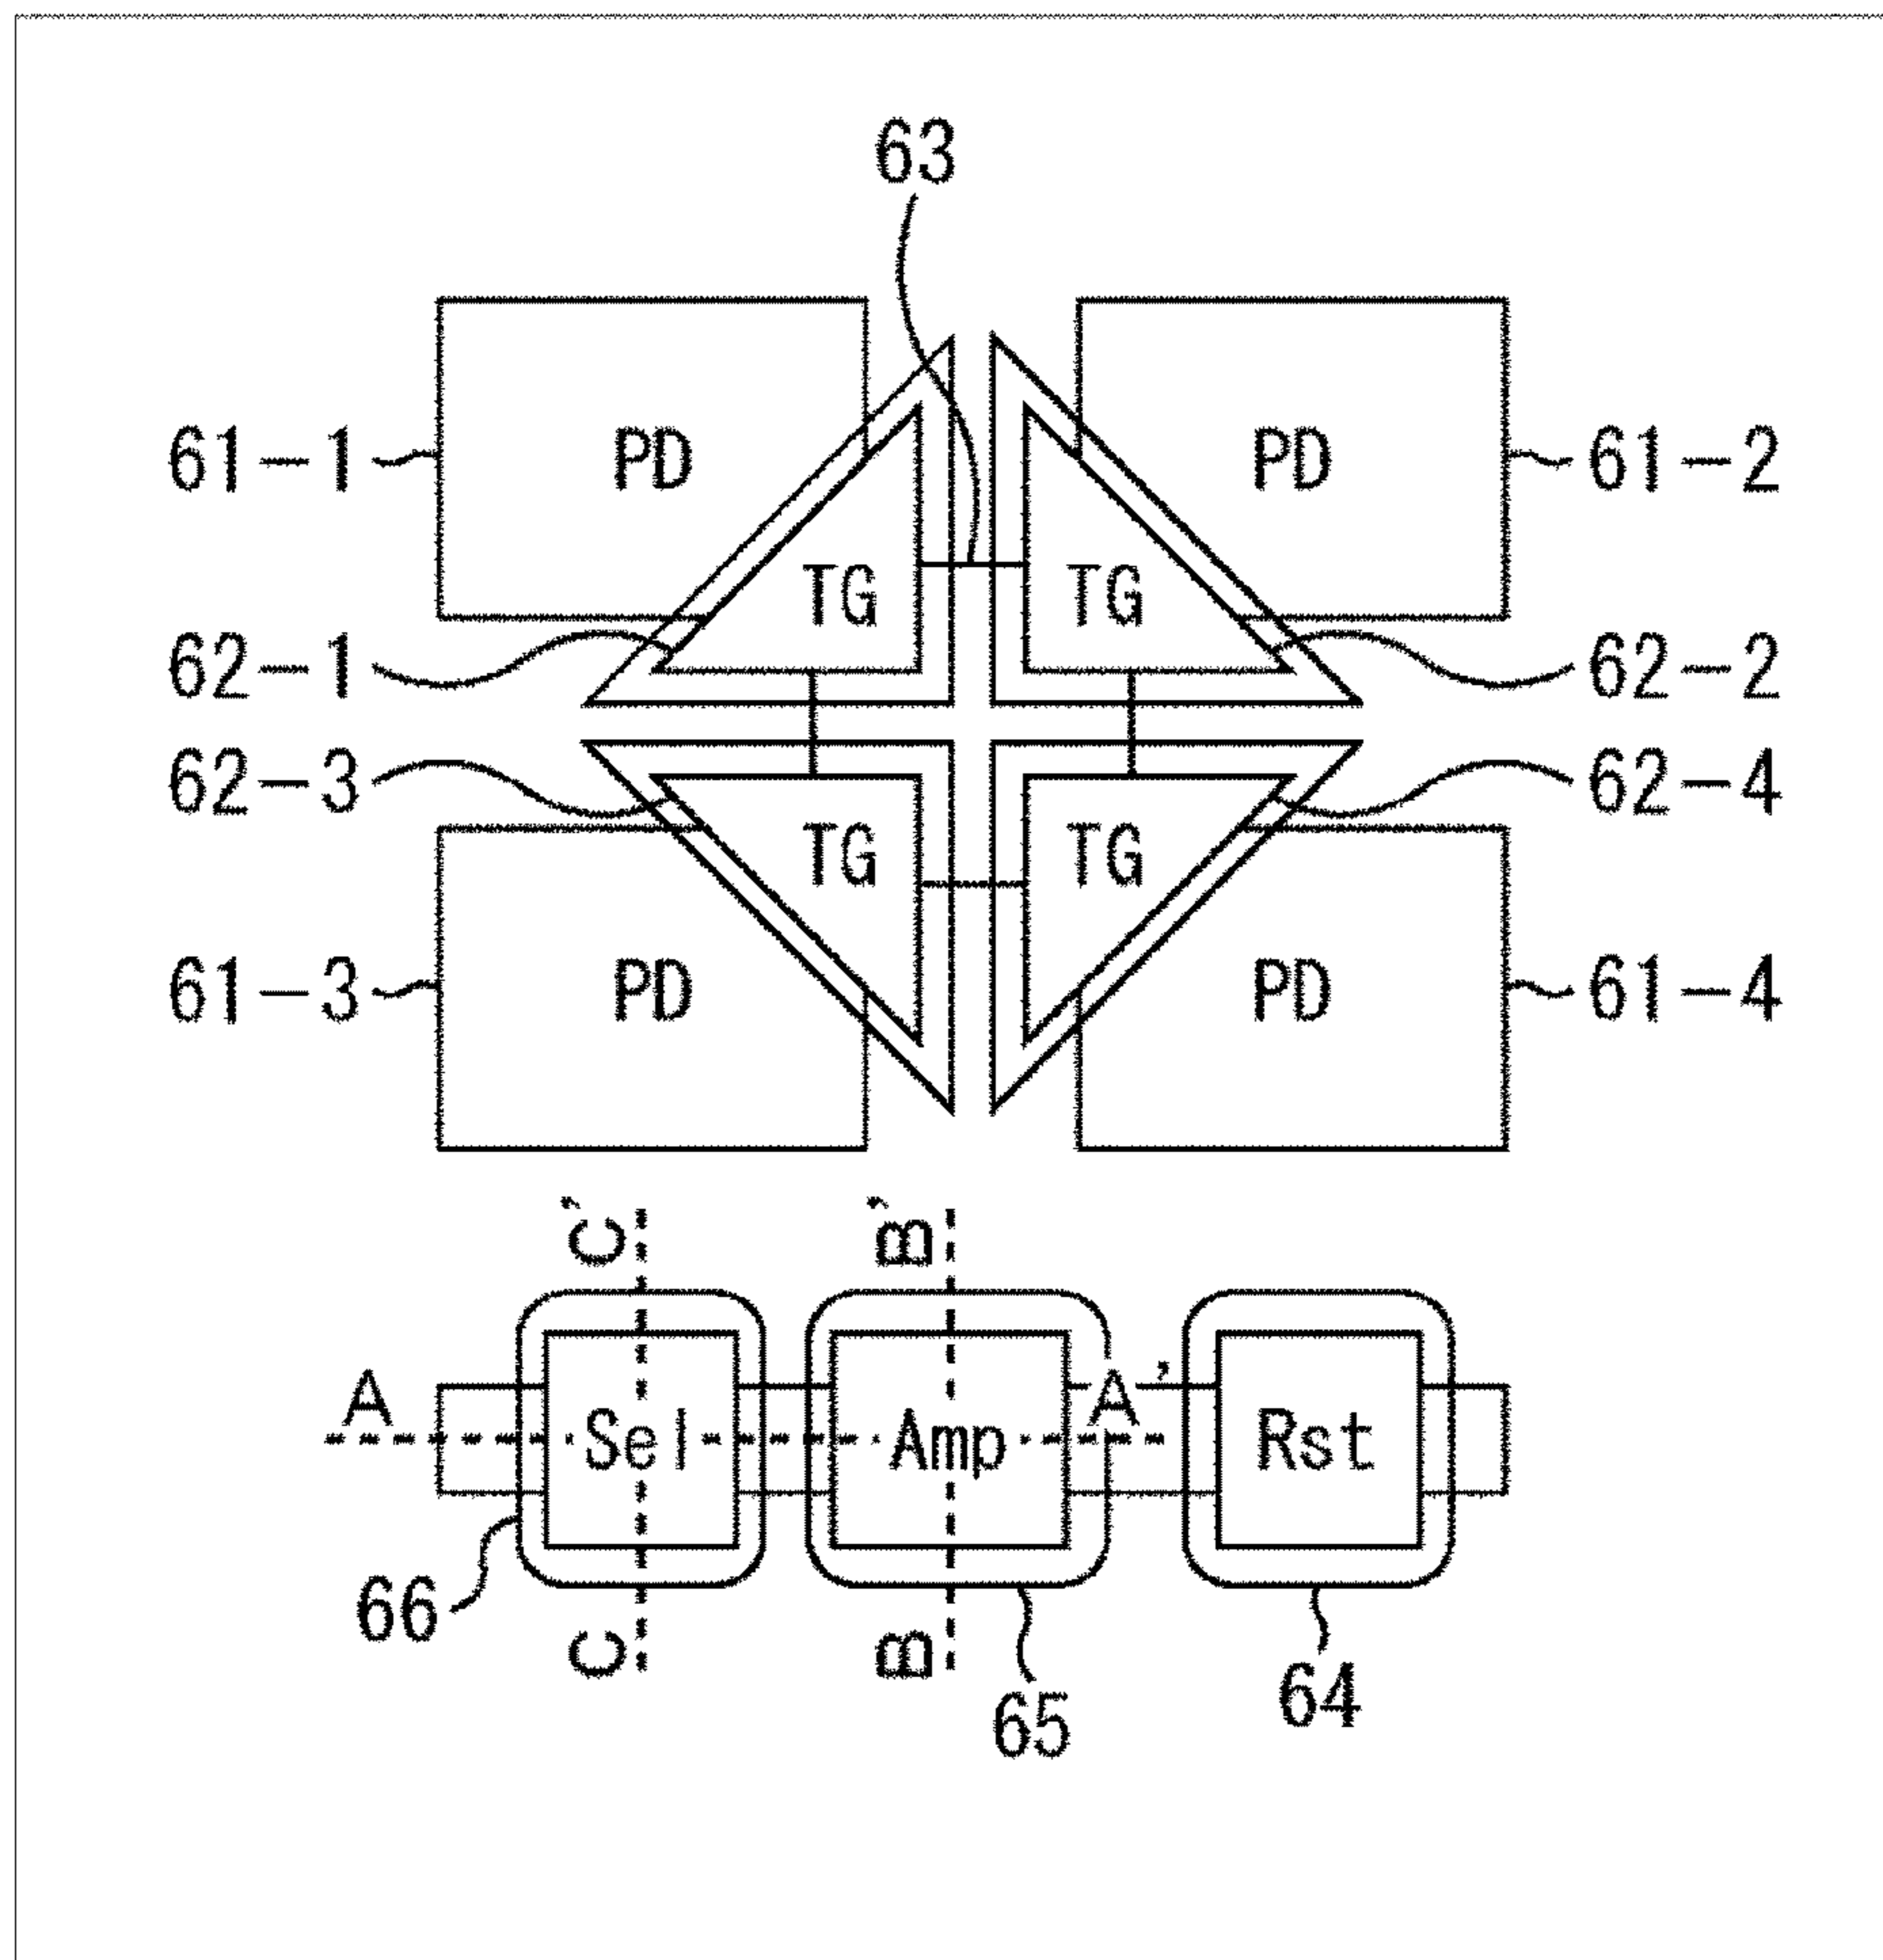 63
61-1 PD PD 61-2
TG TG
62-1 62-2
62-3 62-4
TG TG
61-3 PD PD 61-4
C' B'
A A'
Sel Amp Rst
66
C B
65 64